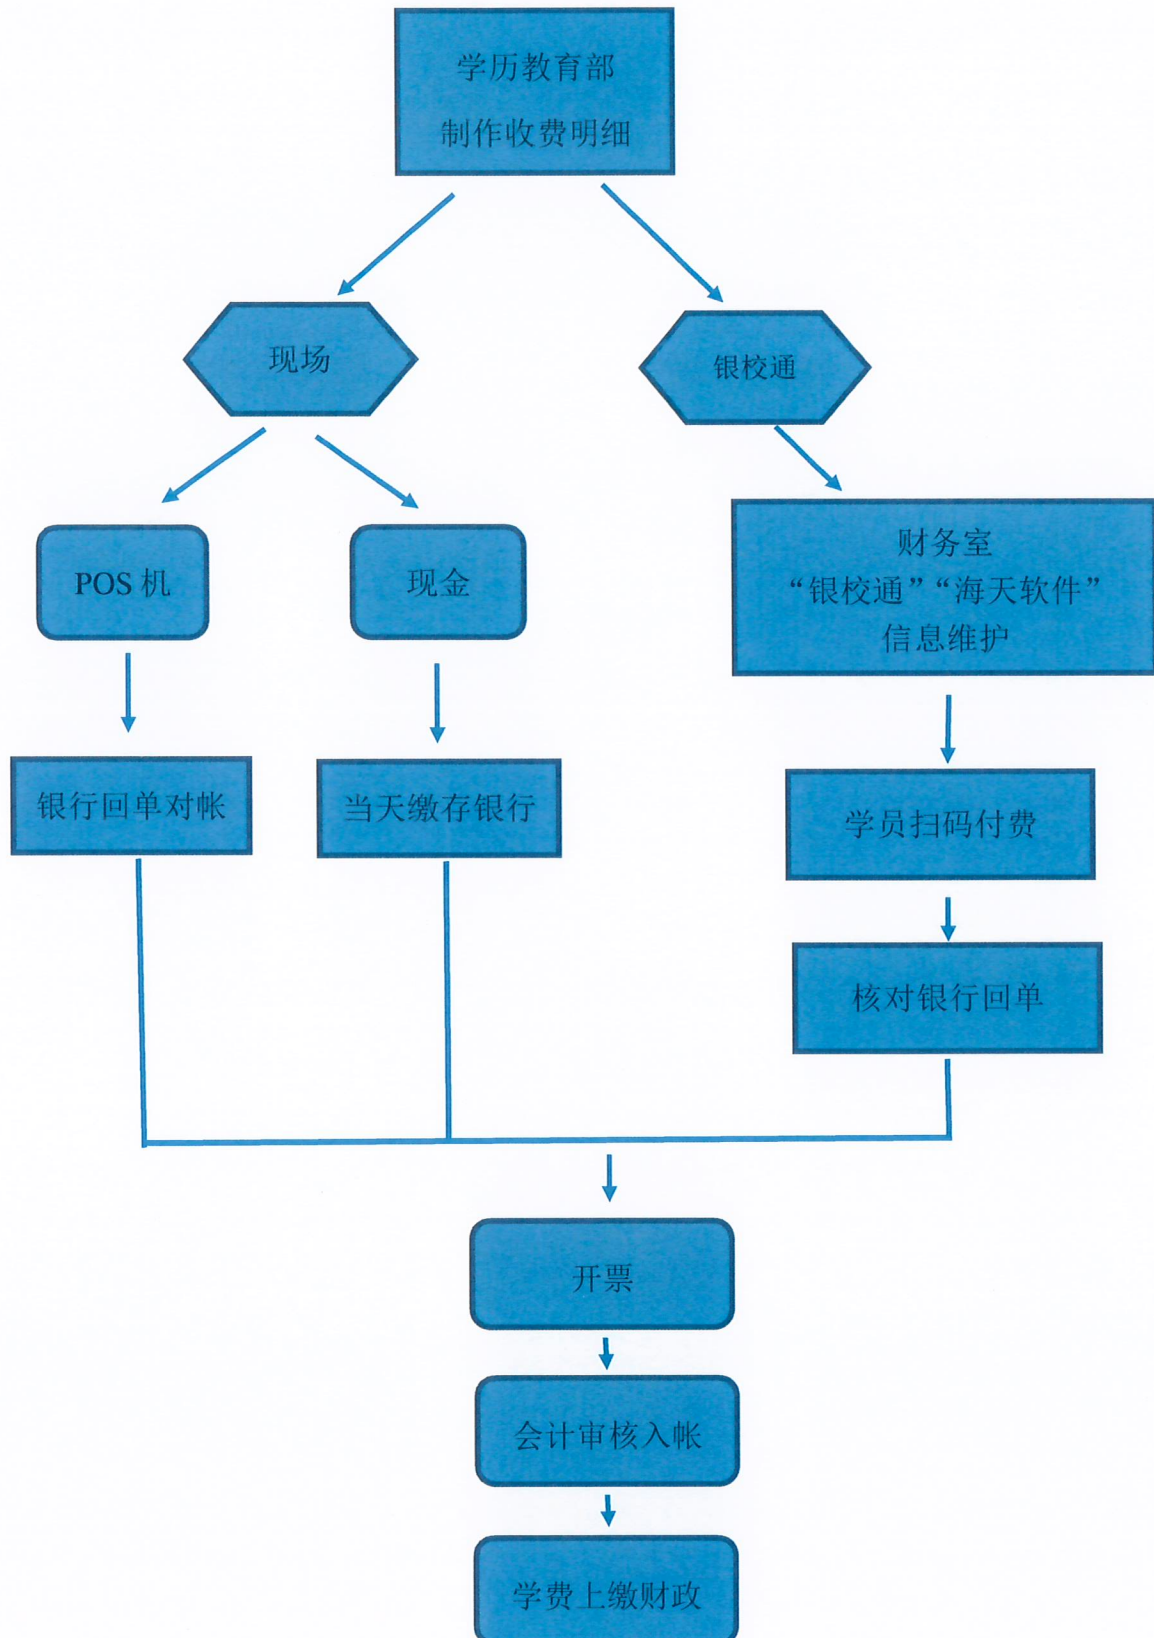 学历教育部
制作收费明细
现场
银校通
POS 机
现金
财务室
“银校通”“海天软件”
信息维护
银行回单对帐
当天缴存银行
学员扫码付费
核对银行回单
开票
会计审核入帐
学费上缴财政